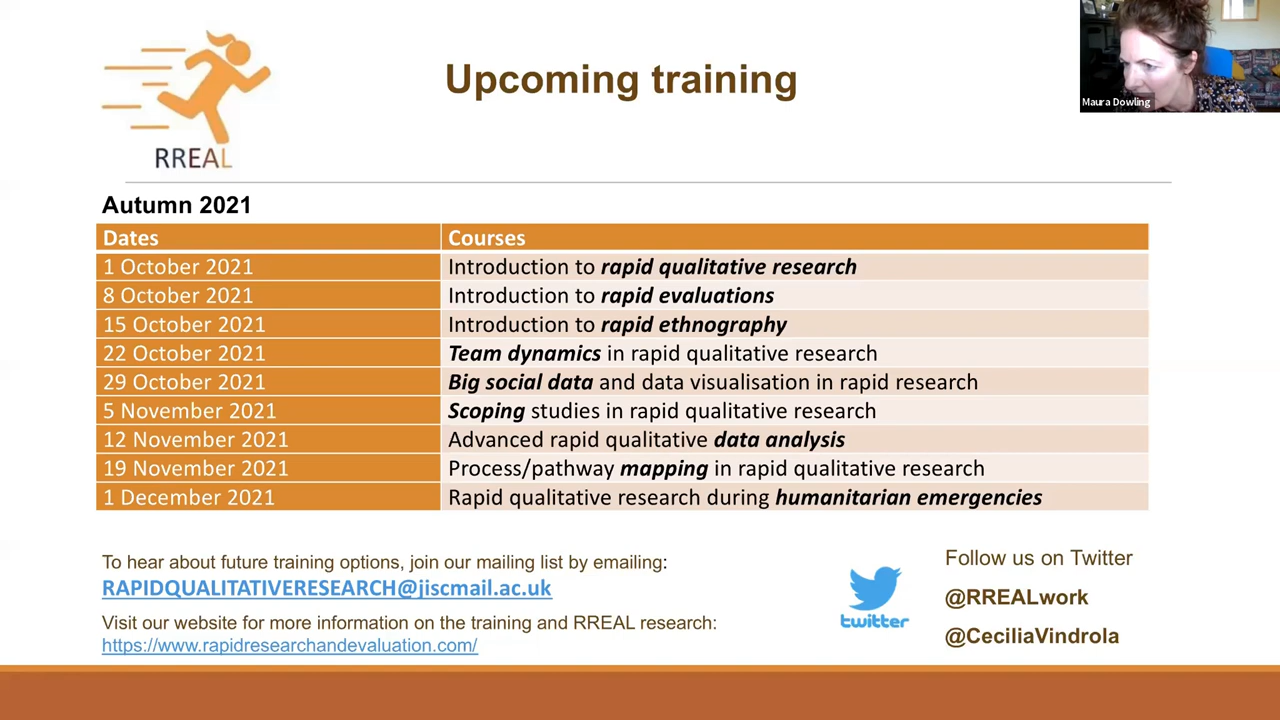 Upcoming training
Maura Dowling
RREAL
Autumn 2021
Dates Courses
1 October 2021 Introduction to rapid qualitative research
8 October 2021 Introduction to rapid evaluations
15 October 2021 Introduction to rapid ethnography
22 October 2021 Team dynamics in rapid qualitative research
29 October 2021 Big social data and data visualisation in rapid research
5 November 2021 Scoping studies in rapid qualitative research
12 November 2021 Advanced rapid qualitative data analysis
19 November 2021 Process/pathway mapping in rapid qualitative research
1 December 2021 Rapid qualitative research during humanitarian emergencies
To hear about future training options, join our mailing list by emailing:
RAPIDQUALITATIVERESEARCH@jiscmail.ac.uk
Visit our website for more information on the training and RREAL research:
https://www.rapidresearchandevaluation.com/
twitter
Follow us on Twitter
@RREALwork
@CeciliaVindrola